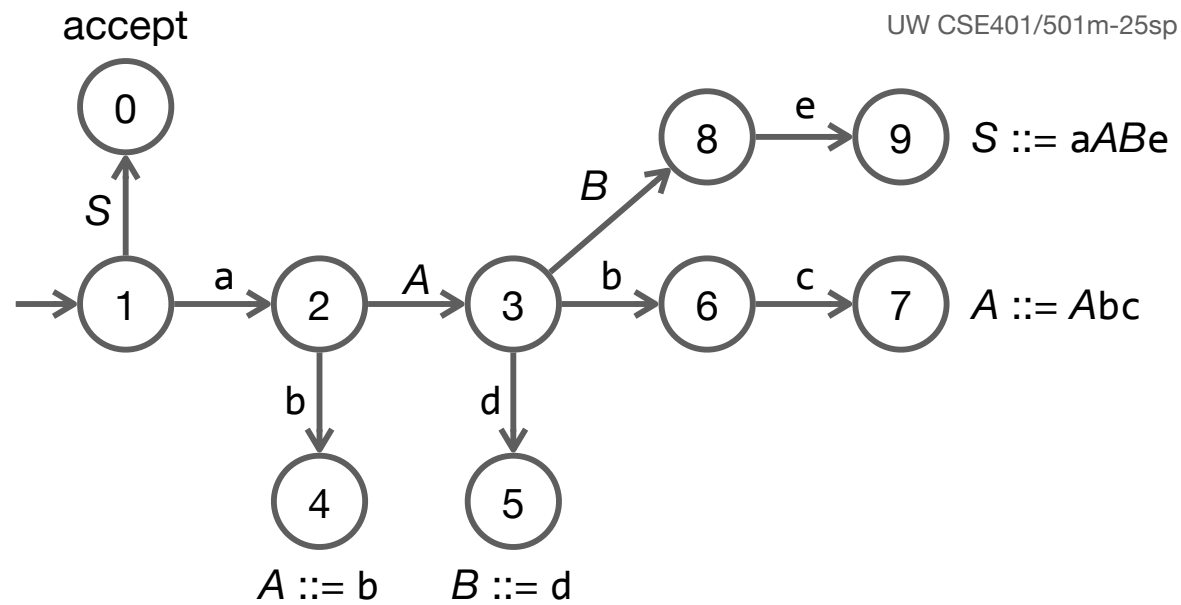 accept
UW CSE401/501m-25sp
0
8
e
9
S ::= aABe
S
B
1
a
2
A
3
b
6
c
7
A ::= Abc
b
d
4
5
A ::= b
B ::= d